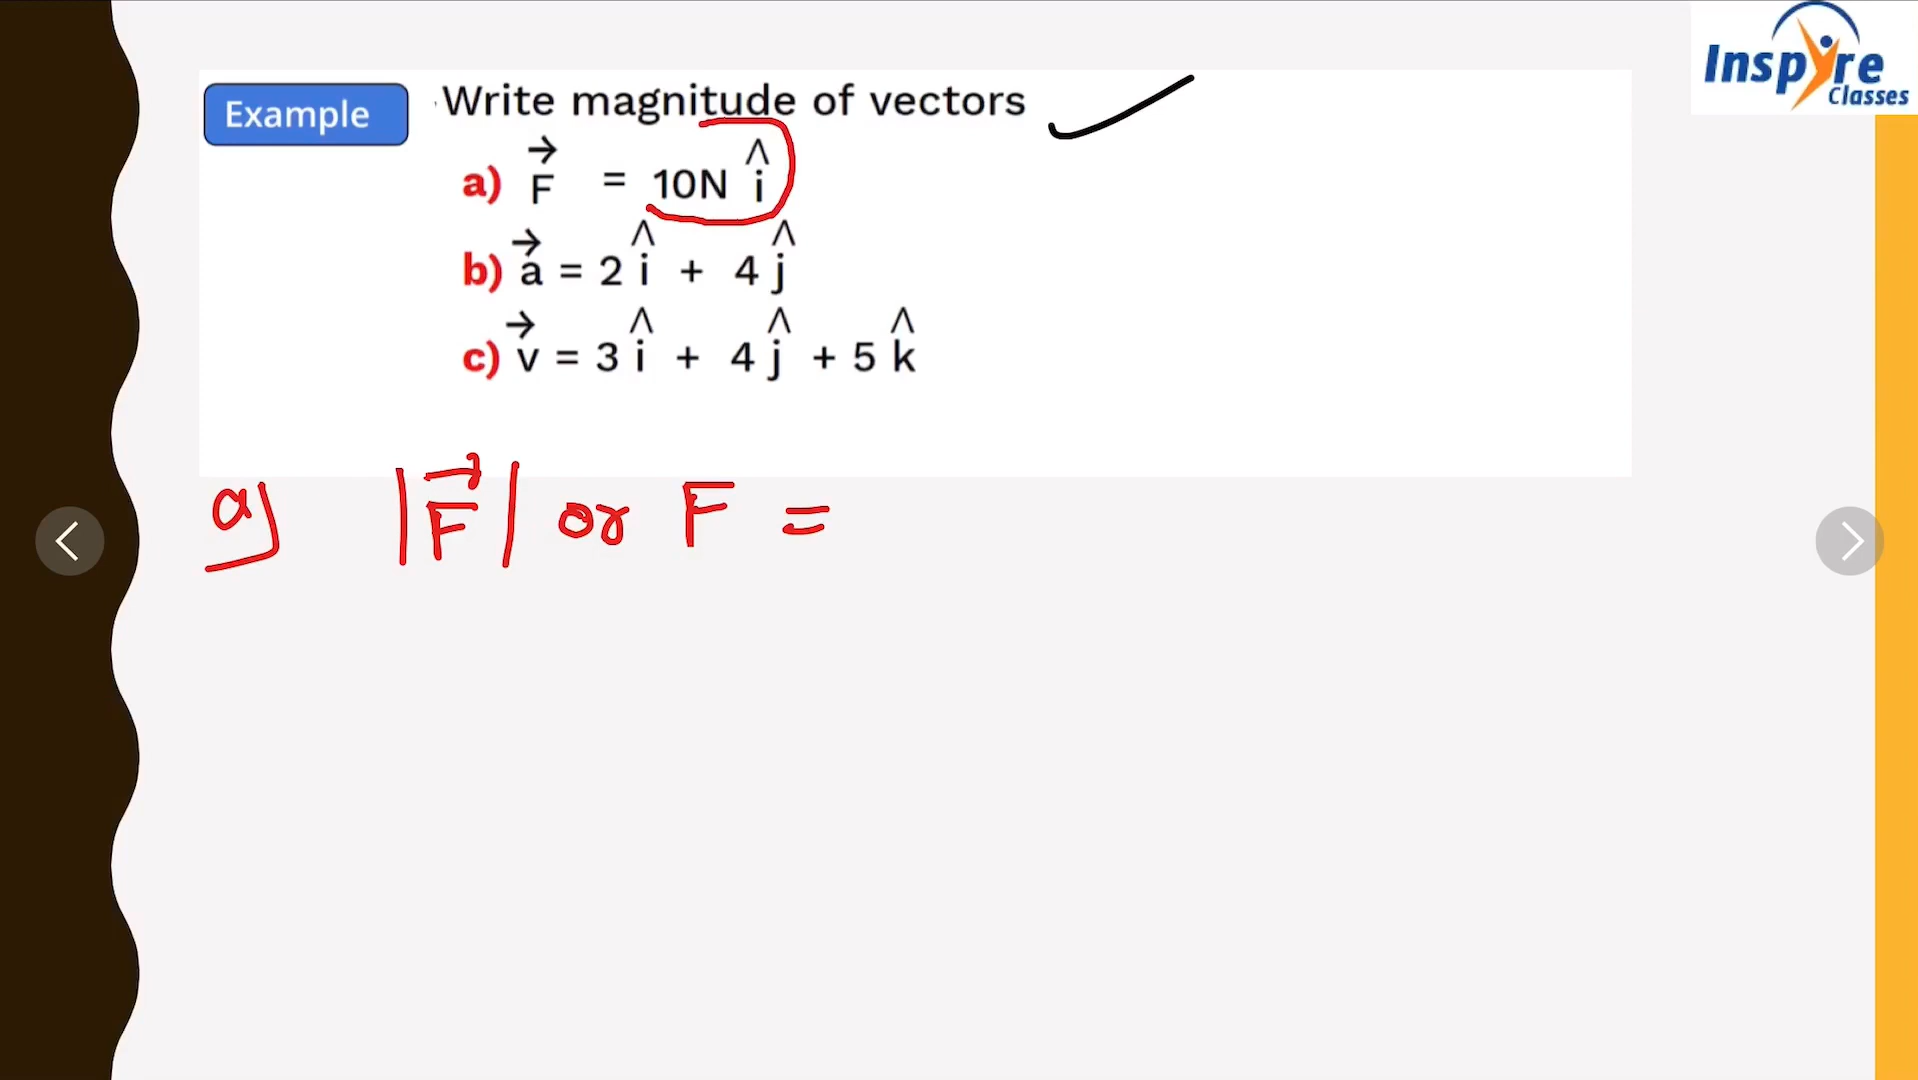 Inspyre
Classes
Example
Write magnitude of vectors
a) F⃗ = 10N î
b) a⃗ = 2 î + 4 ĵ
c) v⃗ = 3 î + 4 ĵ + 5 k̂
a) |F⃗| or F =